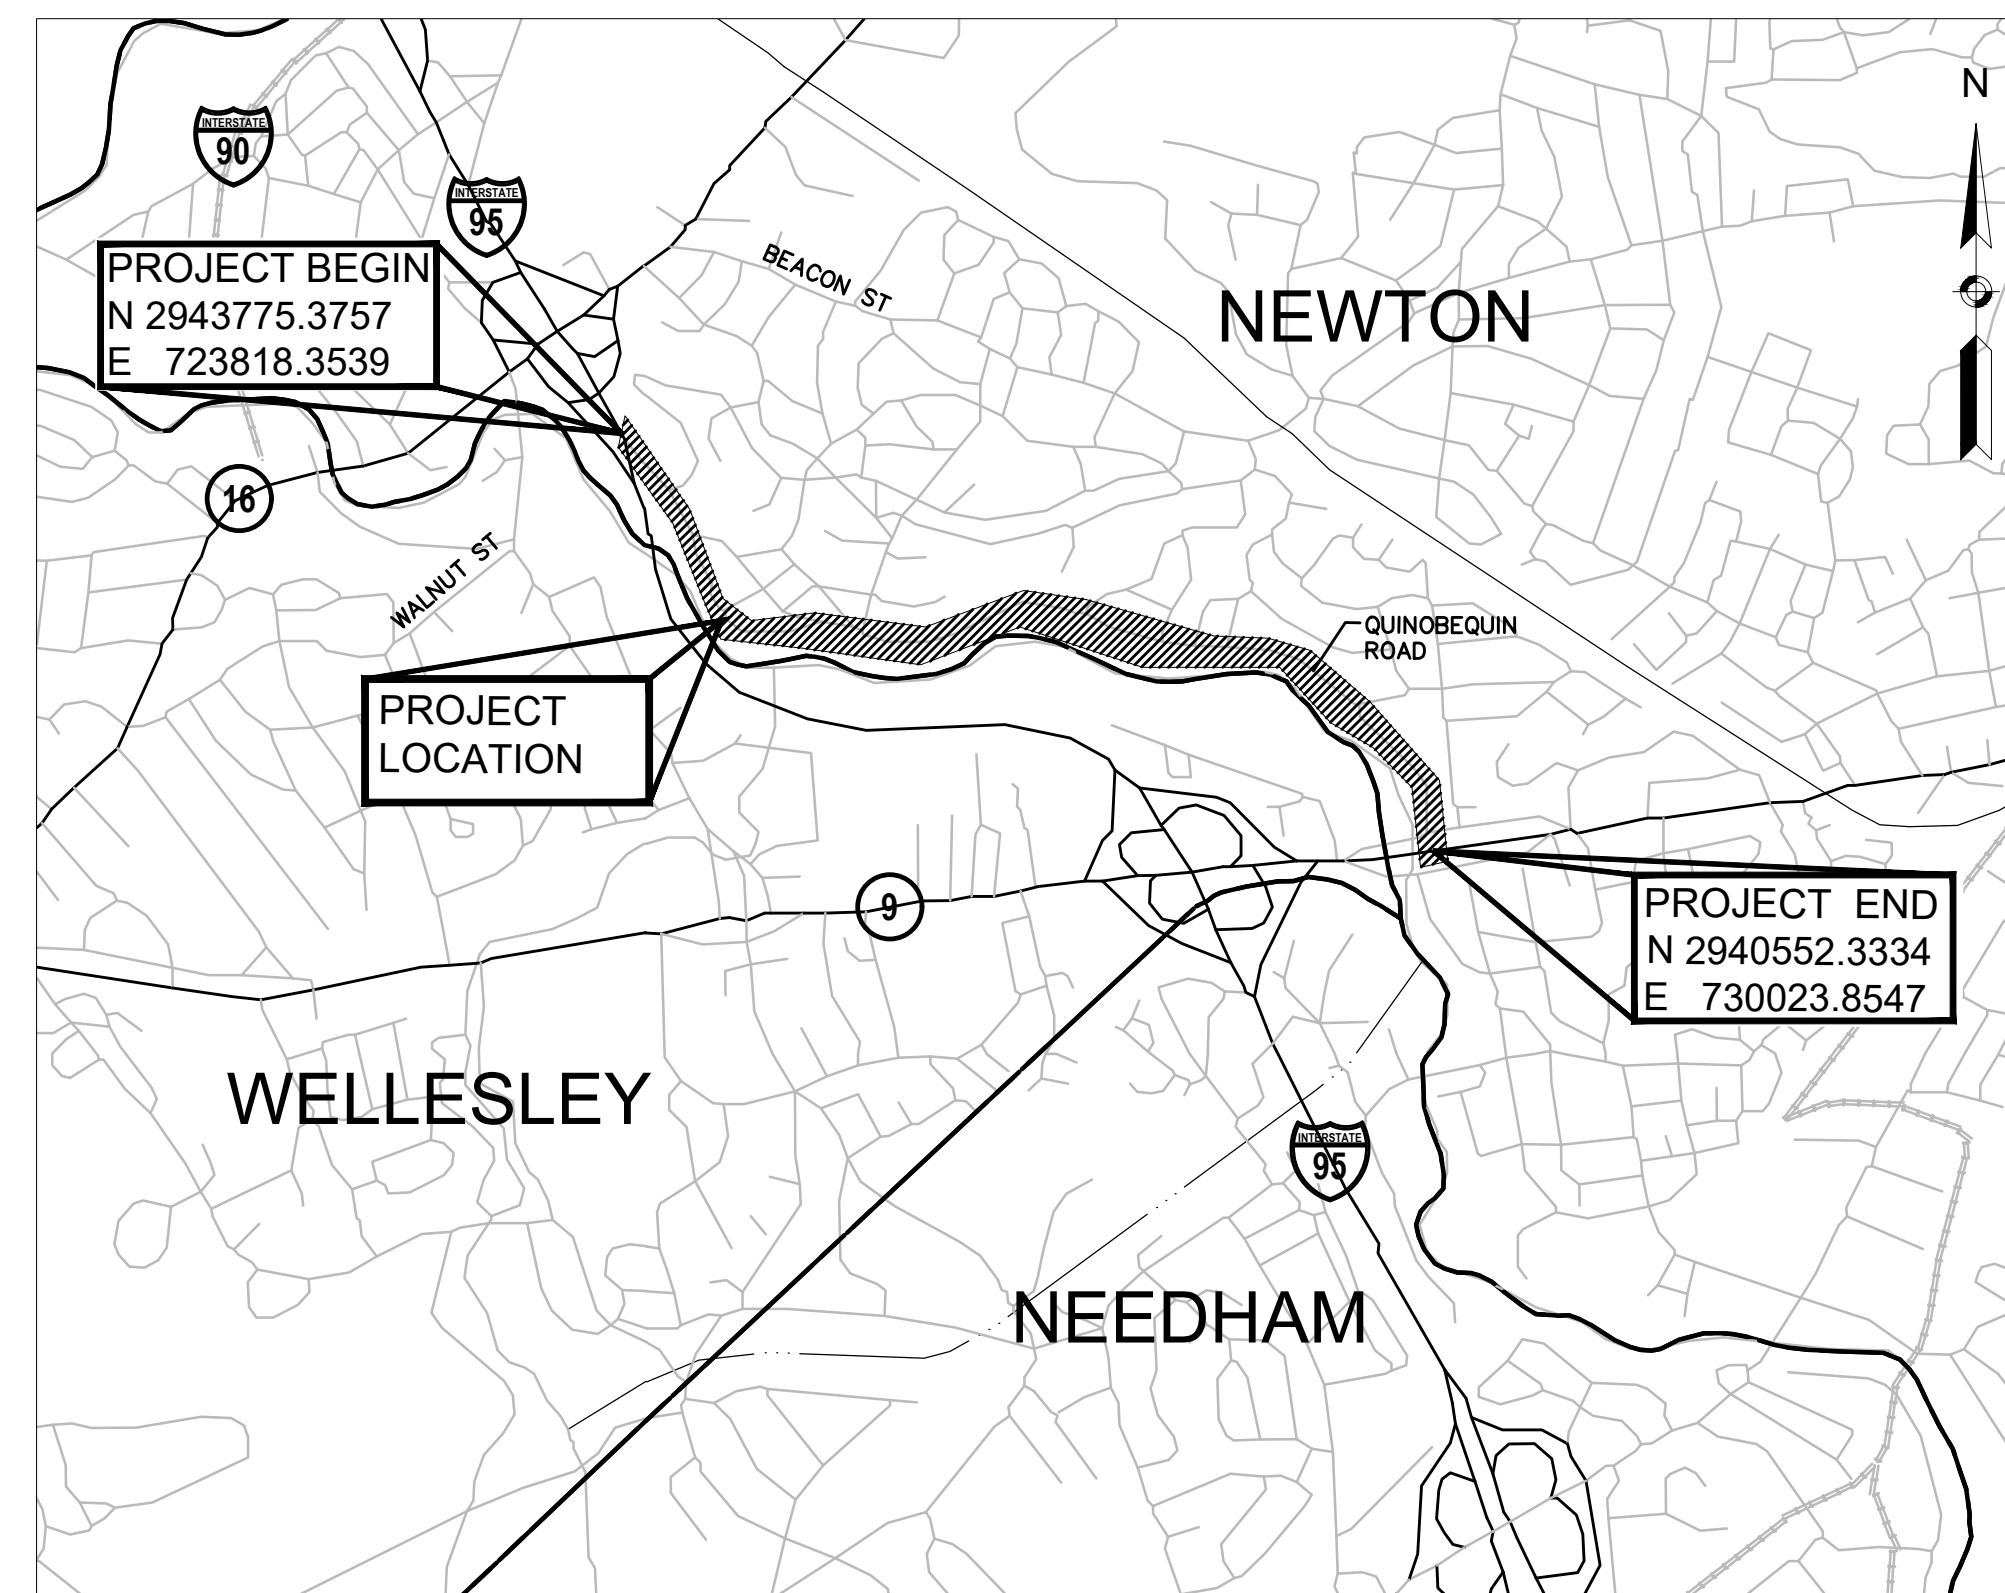 N
INTERSTATE
90
INTERSTATE
95
PROJECT BEGIN
N 2943775.3757
E 723818.3539
BEACON ST
NEWTON
16
WALNUT ST
QUINOBEQUIN
ROAD
PROJECT
LOCATION
9
PROJECT END
N 2940552.3334
E 730023.8547
WELLESLEY
INTERSTATE
95
NEEDHAM